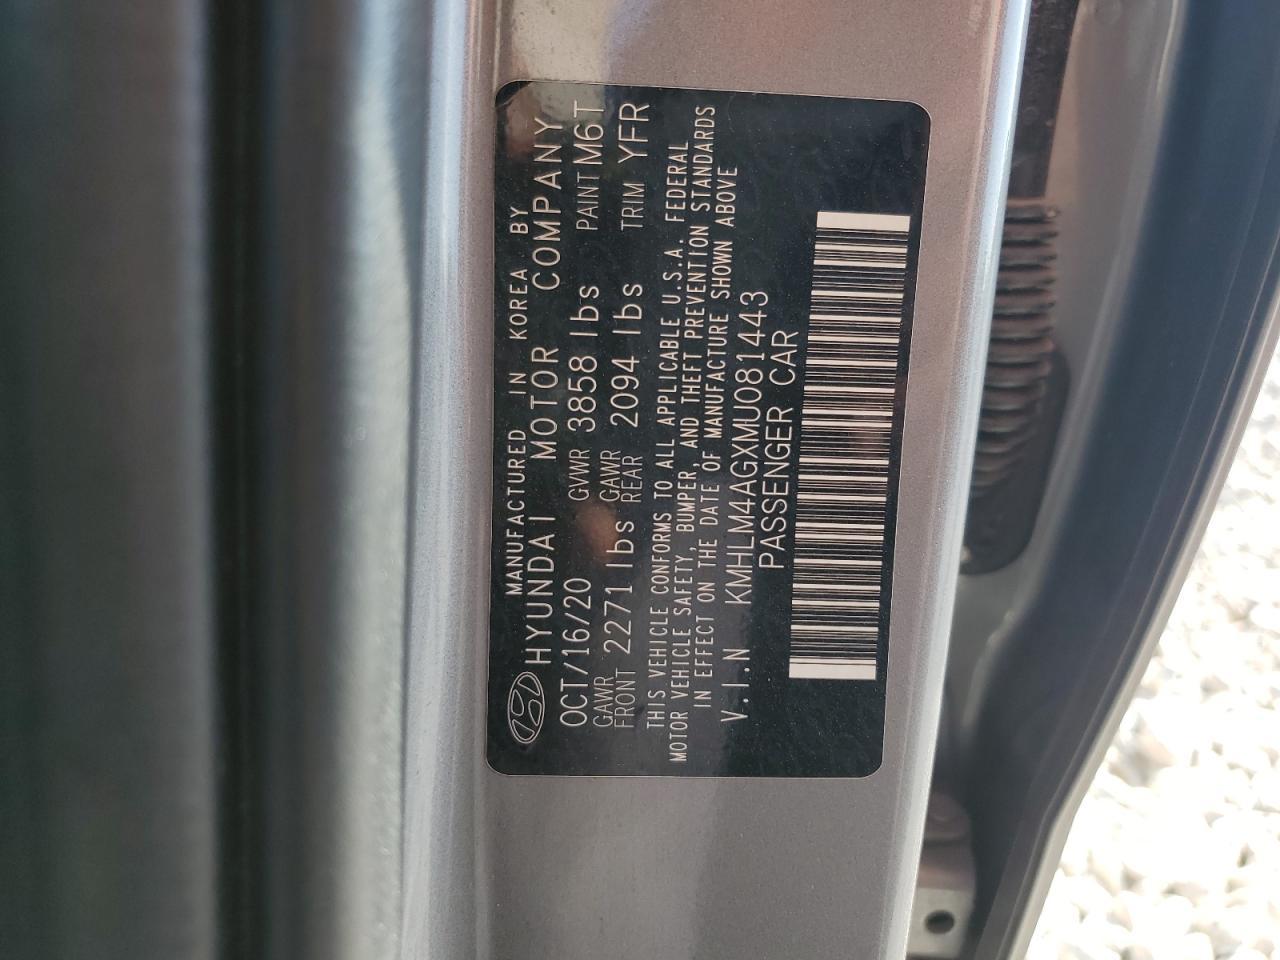 MANUFACTURED IN KOREA BY
HYUNDAI MOTOR COMPANY
OCT/16/20 GVWR 3858 lbs PAINT M6T
GAWR FRONT 2271 lbs GAWR REAR 2094 lbs TRIM YFR
THIS VEHICLE CONFORMS TO ALL APPLICABLE U.S.A. FEDERAL
MOTOR VEHICLE SAFETY, BUMPER, AND THEFT PREVENTION STANDARDS
IN EFFECT ON THE DATE OF MANUFACTURE SHOWN ABOVE
V.I.N KMHLM4AGXMU081443
PASSENGER CAR